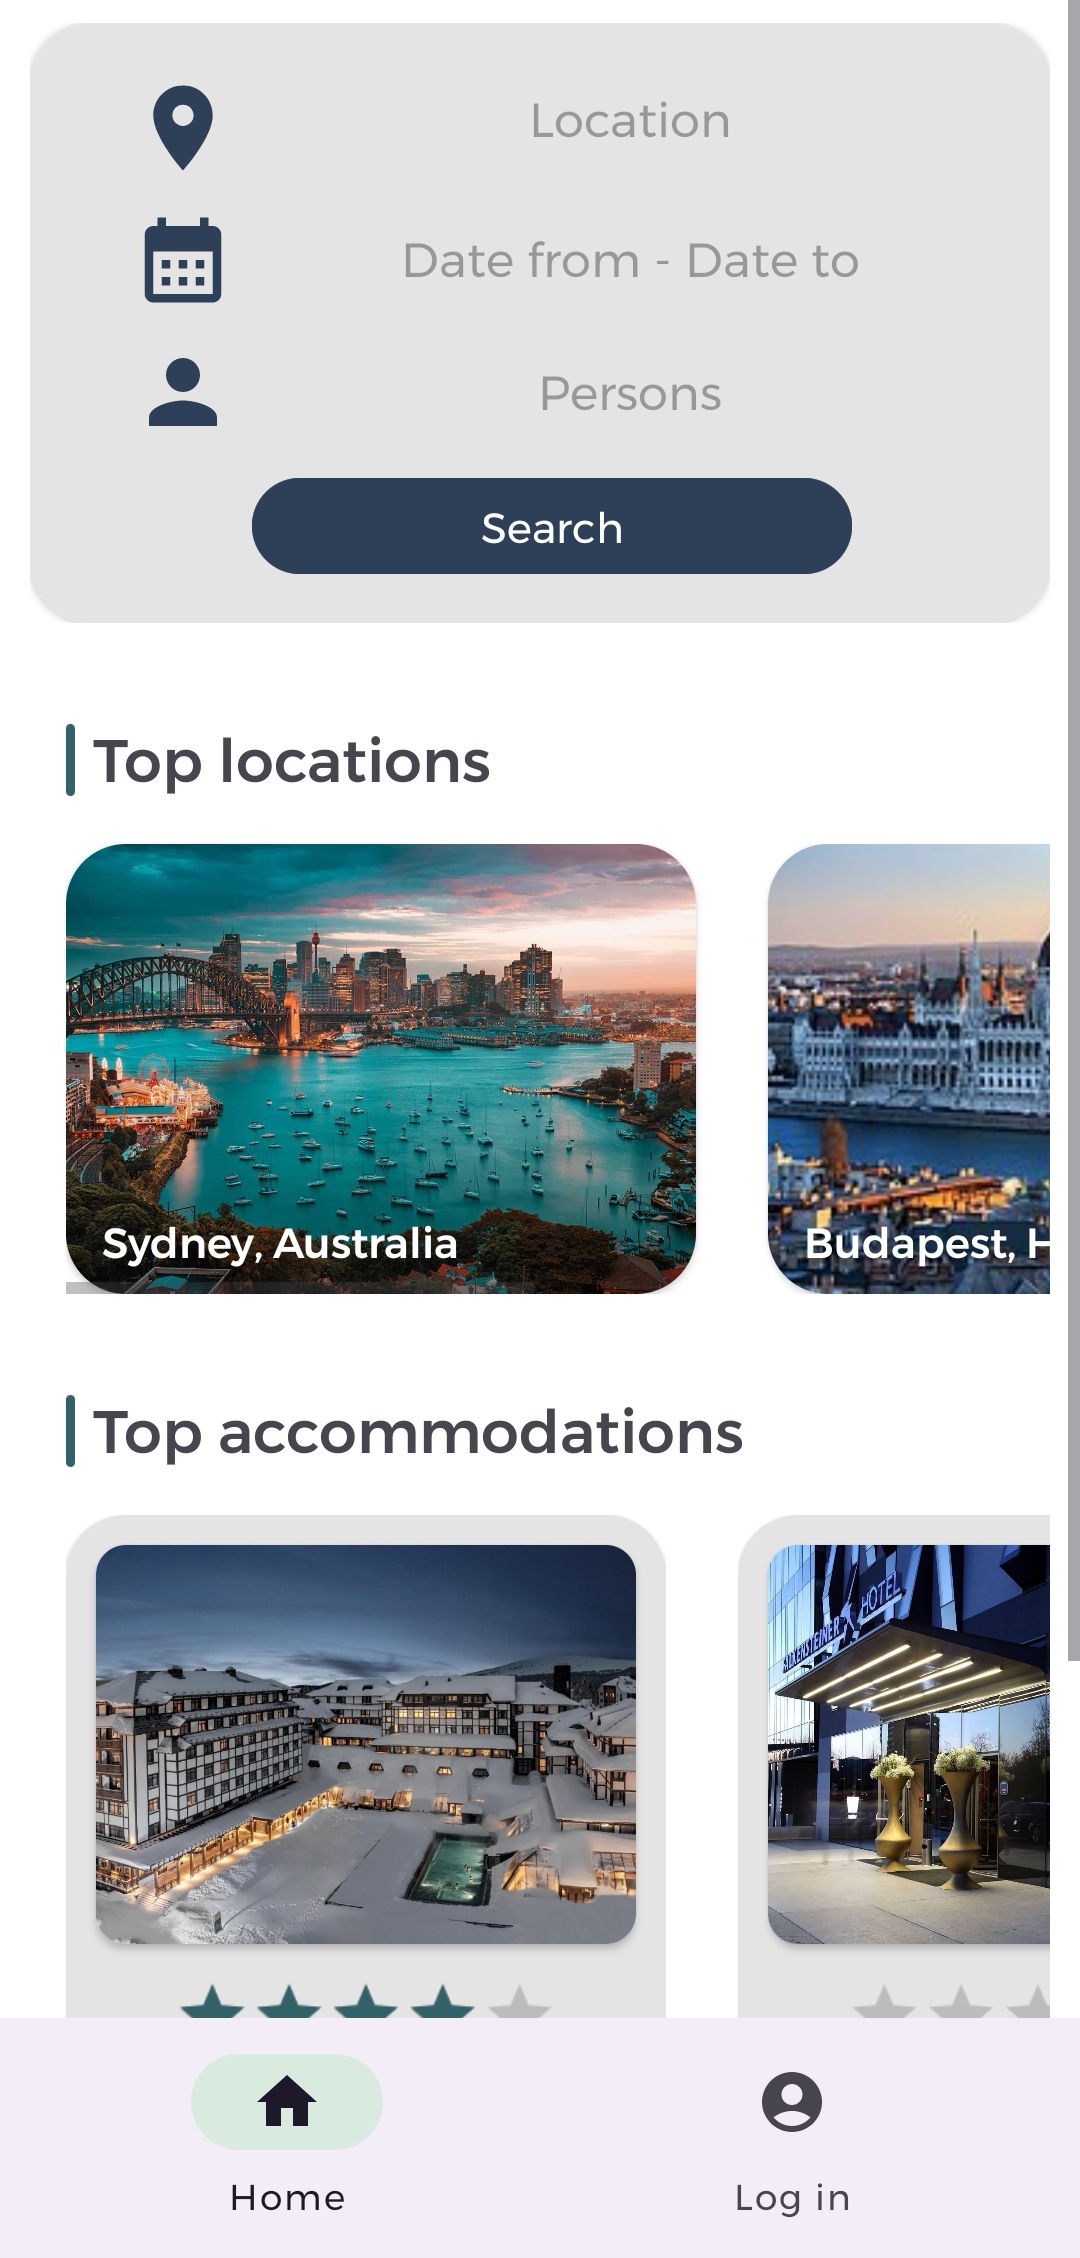 Location
Date from - Date to
Persons
Search
Top locations
Sydney, Australia
Budapest, H
Top accommodations
HOTEL
Home
Log in